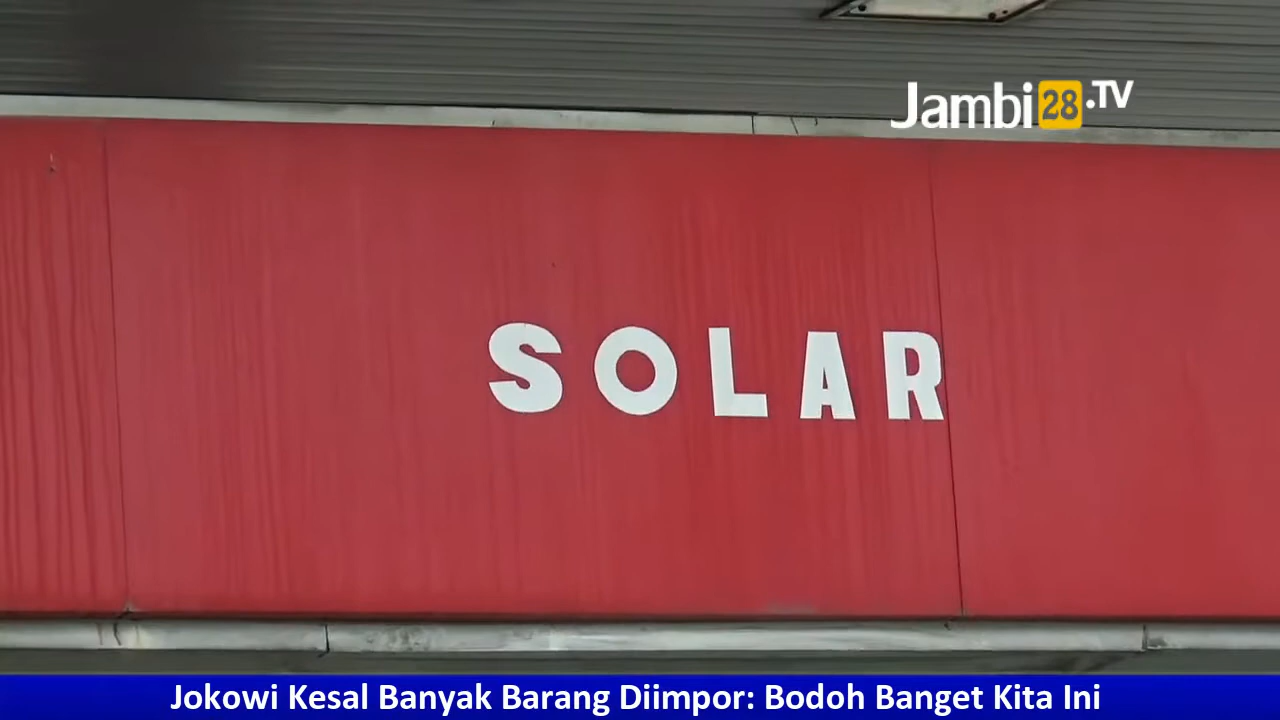 Jambi28.TV
SOLAR
Jokowi Kesal Banyak Barang Diimpor: Bodoh Banget Kita Ini